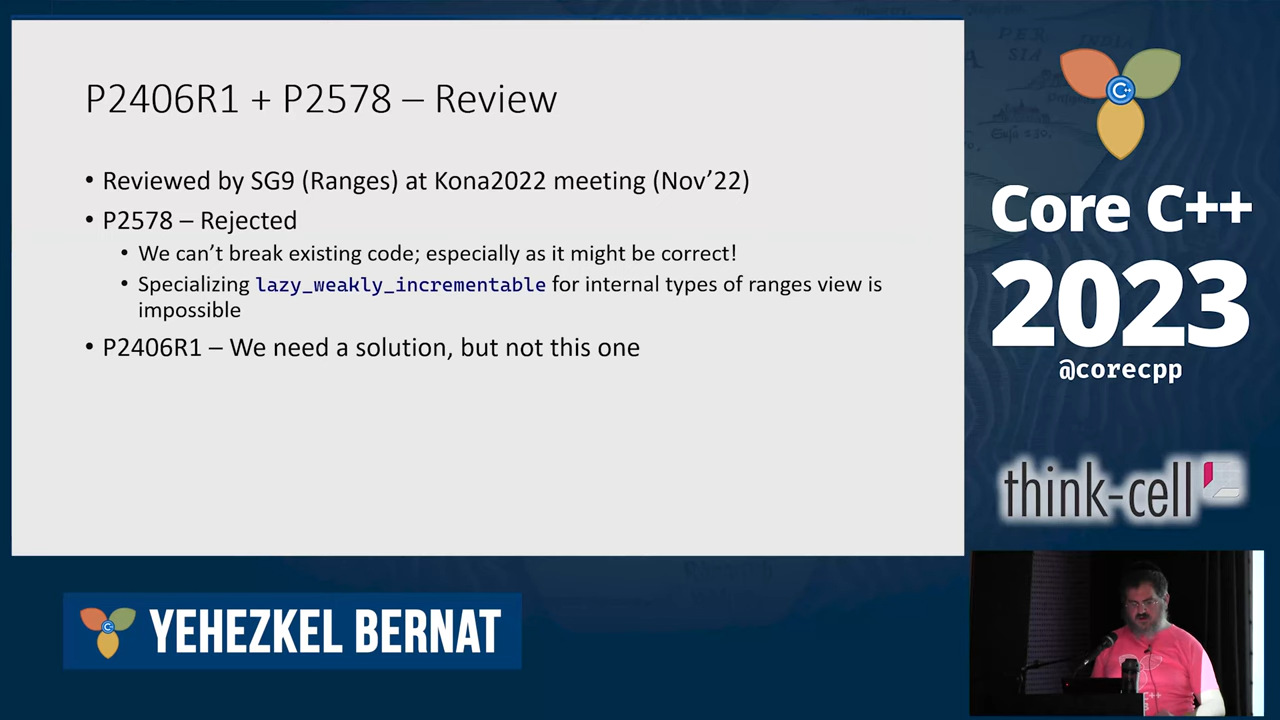 P2406R1 + P2578 – Review
• Reviewed by SG9 (Ranges) at Kona2022 meeting (Nov’22)
• P2578 – Rejected
• We can’t break existing code; especially as it might be correct!
• Specializing lazy_weakly_incrementable for internal types of ranges view is
impossible
• P2406R1 – We need a solution, but not this one
C++
Core C++
2023
@corecpp
think-cell
YEHEZKEL BERNAT